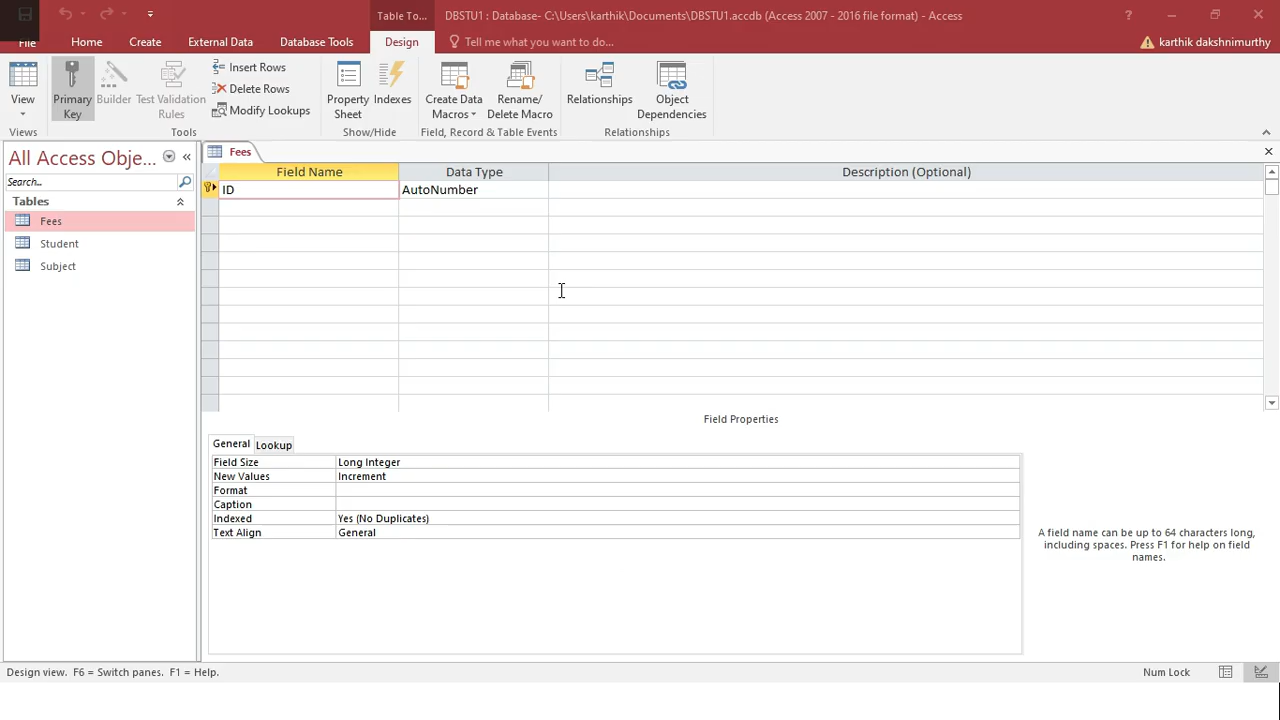 Table To...
DBSTU1 : Database- C:\Users\karthik\Documents\DBSTU1.accdb (Access 2007 - 2016 file format) - Access
?
File
Home
Create
External Data
Database Tools
Design
Tell me what you want to do...
karthik dakshnimurthy
View
Primary Key
Builder
Test Validation Rules
Insert Rows
Delete Rows
Modify Lookups
Property Sheet
Indexes
Create Data Macros
Rename/ Delete Macro
Relationships
Object Dependencies
Views
Tools
Show/Hide
Field, Record & Table Events
Relationships
All Access Obje...
Search...
Tables
Fees
Student
Subject
Fees
Field Name
Data Type
Description (Optional)
ID
AutoNumber
Field Properties
General
Lookup
Field Size
Long Integer
New Values
Increment
Format
Caption
Indexed
Yes (No Duplicates)
Text Align
General
A field name can be up to 64 characters long,
including spaces. Press F1 for help on field
names.
Design view.  F6 = Switch panes.  F1 = Help.
Num Lock